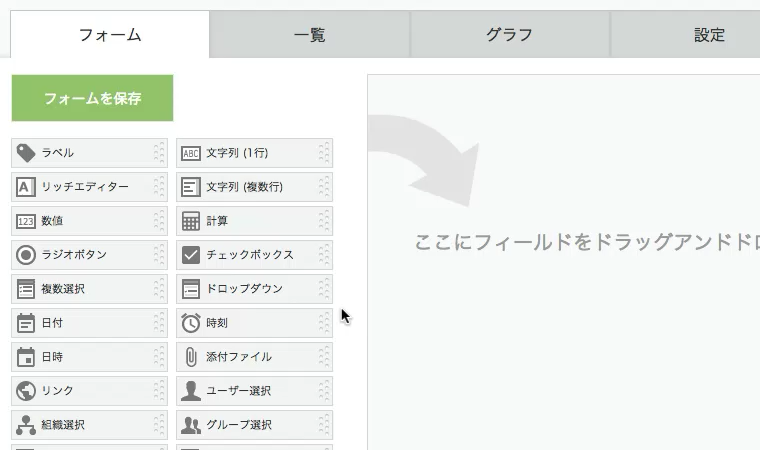 フォーム
一覧
グラフ
設定
フォームを保存
ラベル
ABC 文字列 (1行)
A リッチエディター
文字列 (複数行)
123 数値
計算
ラジオボタン
チェックボックス
複数選択
ドロップダウン
日付
時刻
日時
添付ファイル
リンク
ユーザー選択
組織選択
グループ選択
ここにフィールドをドラッグアンドド